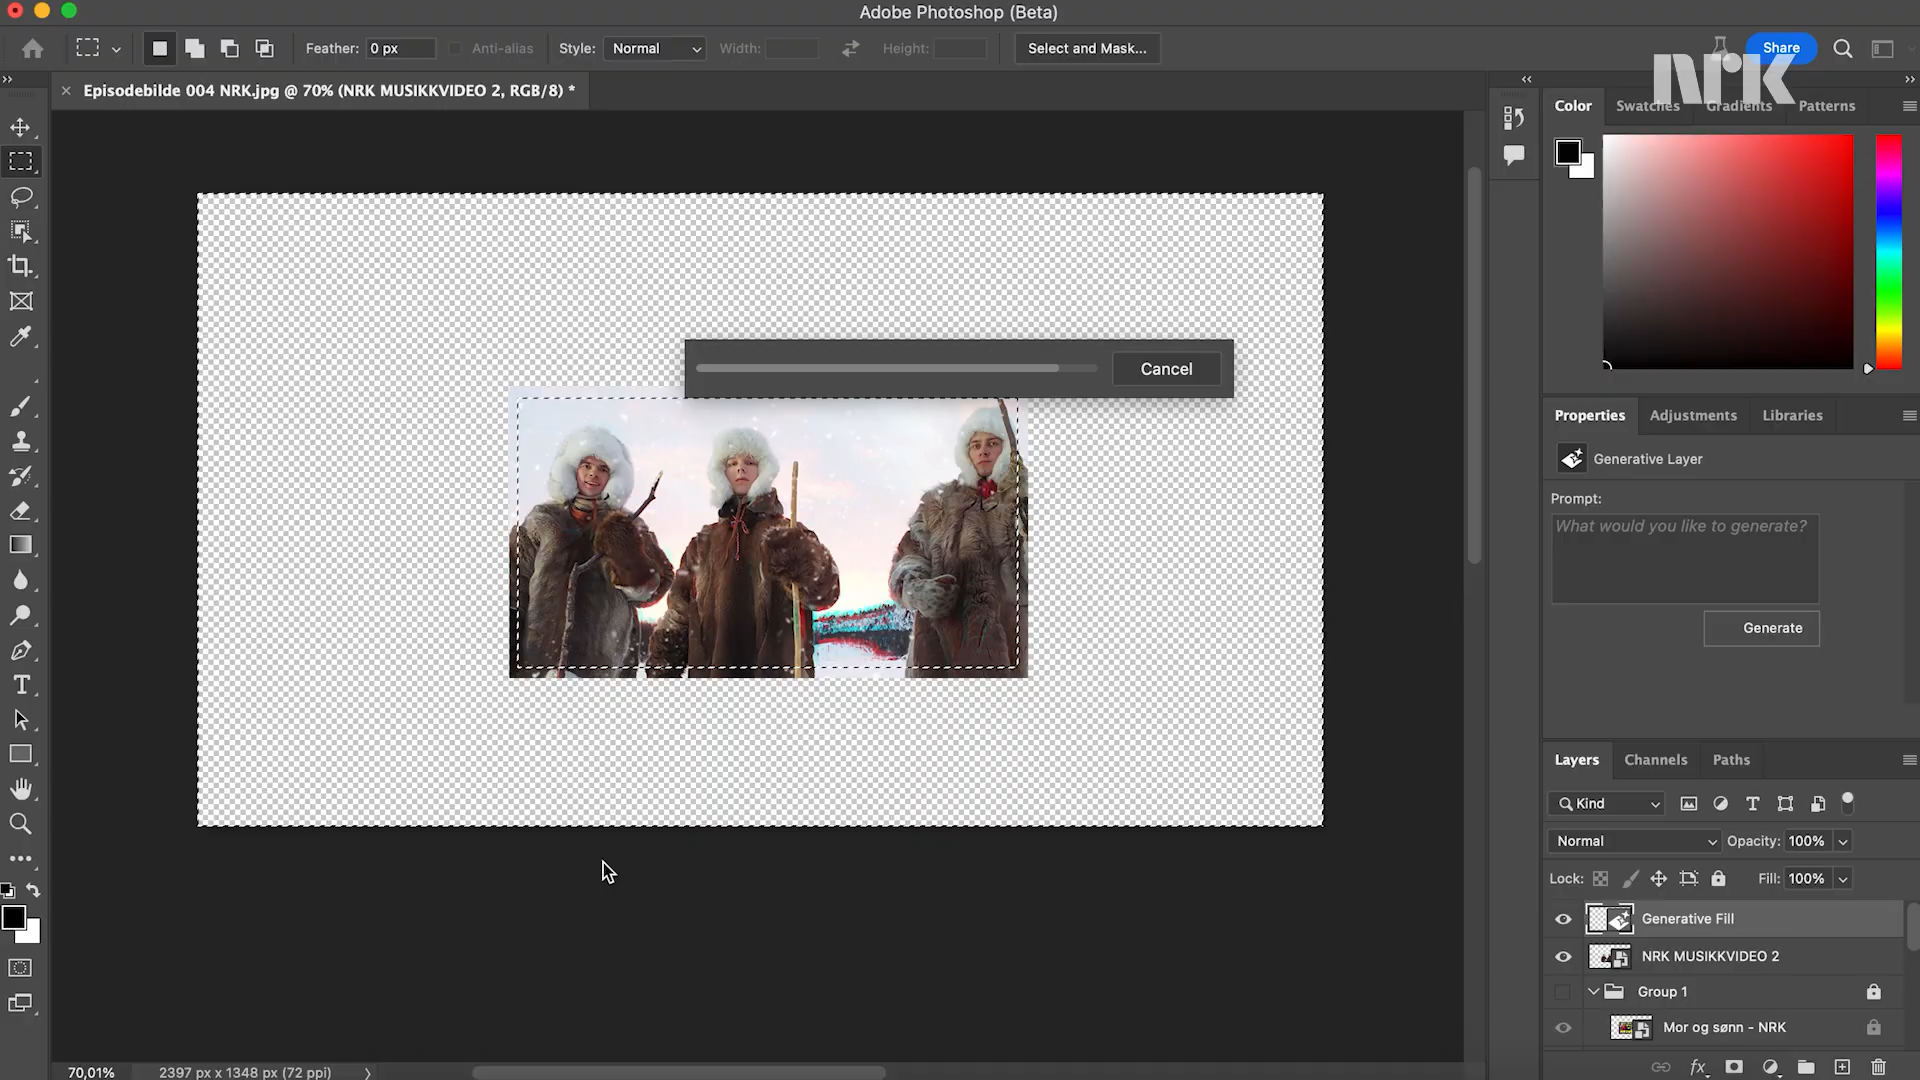 Adobe Photoshop (Beta)
Feather: 0 px
Anti-alias
Style: Normal
Width:
Height:
Select and Mask...
Share
nrk
Episodebilde 004 NRK.jpg @ 70% (NRK MUSIKKVIDEO 2, RGB/8) *
Color
Swatches
Gradients
Patterns
Cancel
Properties
Adjustments
Libraries
Generative Layer
Prompt:
What would you like to generate?
Generate
Layers
Channels
Paths
Kind
Normal
Opacity: 100%
Lock:
Fill: 100%
Generative Fill
NRK MUSIKKVIDEO 2
Group 1
Mor og sønn - NRK
70,01%
2397 px x 1348 px (72 ppi)